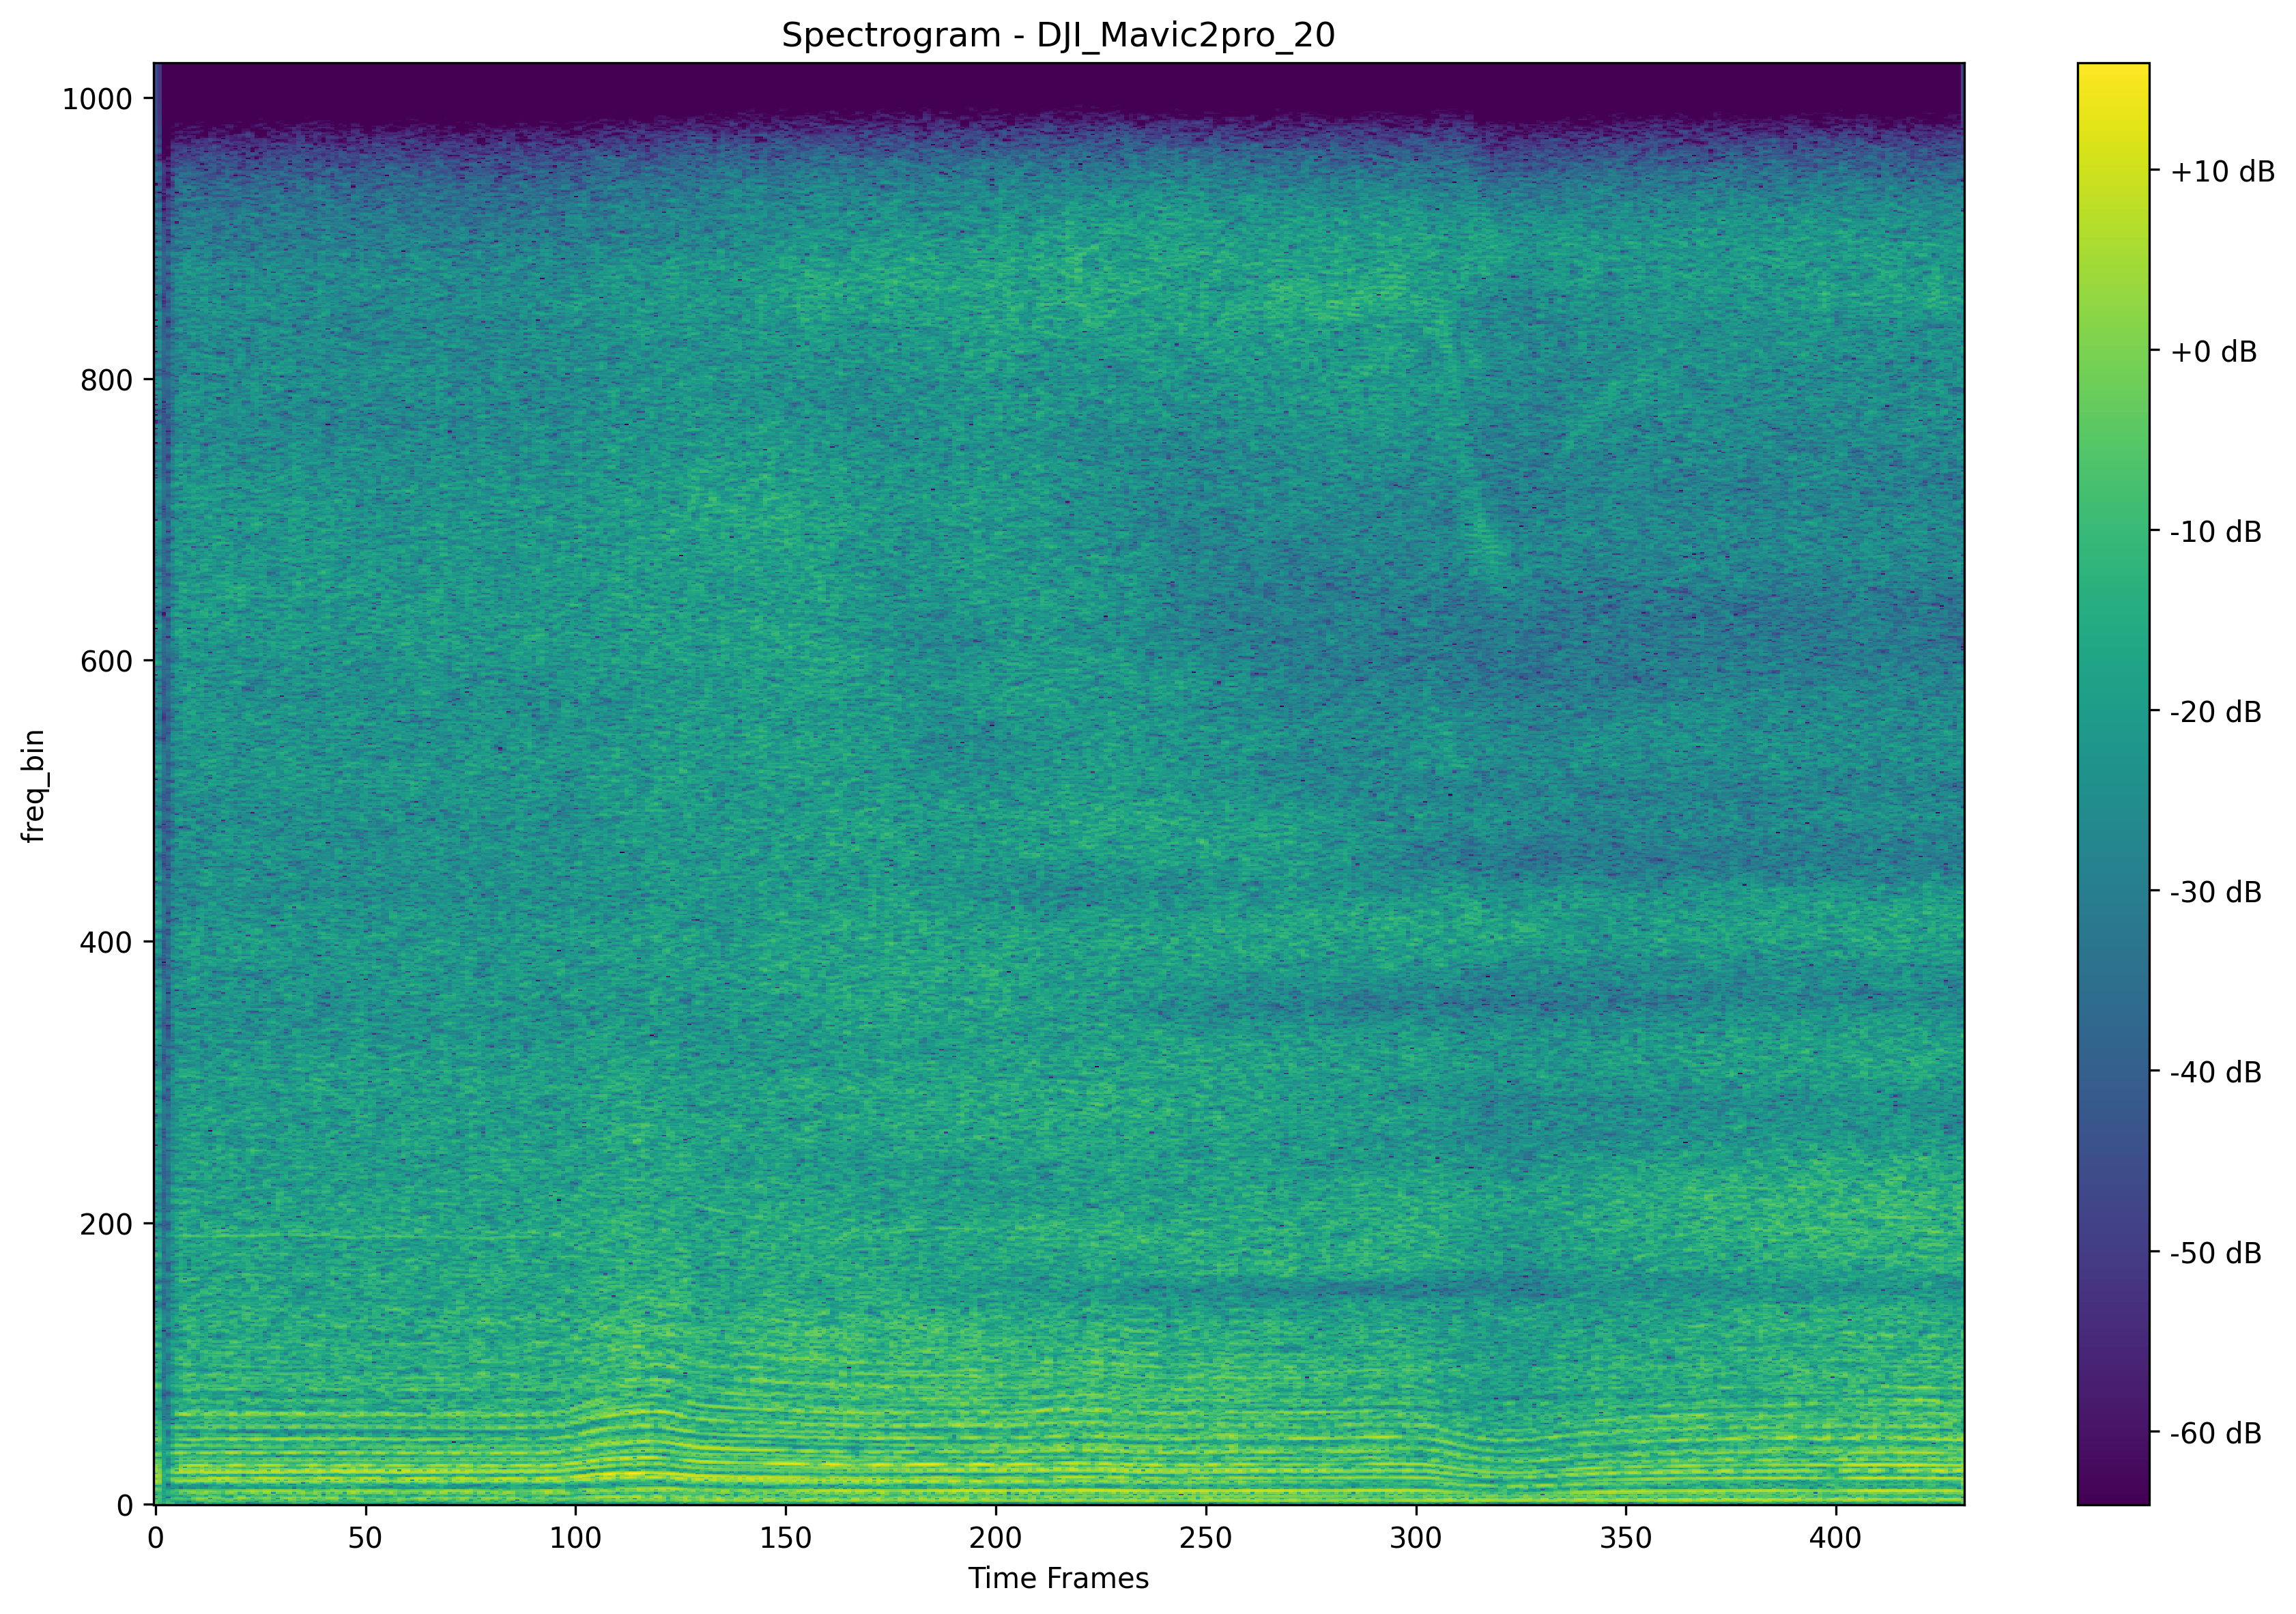 Spectrogram - DJI_Mavic2pro_20
1000
800
600
400
200
0
freq_bin
0 50 100 150 200 250 300 350 400
Time Frames
+10 dB
+0 dB
-10 dB
-20 dB
-30 dB
-40 dB
-50 dB
-60 dB